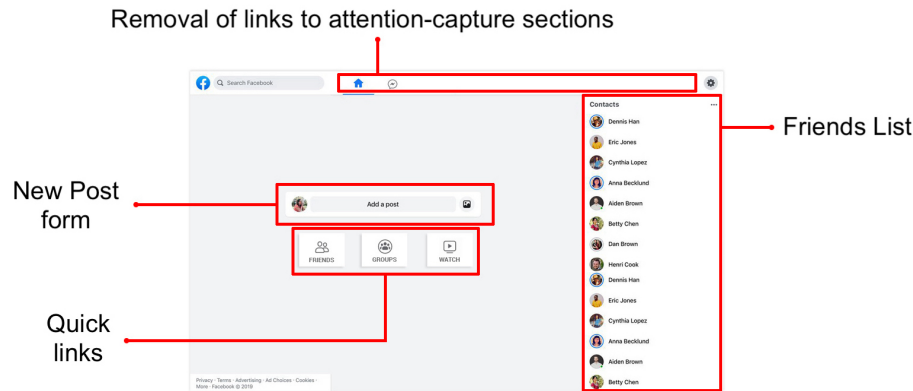 Removal of links to attention-capture sections
Search Facebook
Contacts
Dennis Han
Eric Jones
Cynthia Lopez
Anna Becklund
Aiden Brown
Betty Chen
Dan Brown
Henri Cook
Dennis Han
Eric Jones
Cynthia Lopez
Anna Becklund
Aiden Brown
Betty Chen
Friends List
New Post
form
Add a post
FRIENDS
GROUPS
WATCH
Quick
links
Privacy · Terms · Advertising · Ad Choices · Cookies ·
More · Facebook © 2019